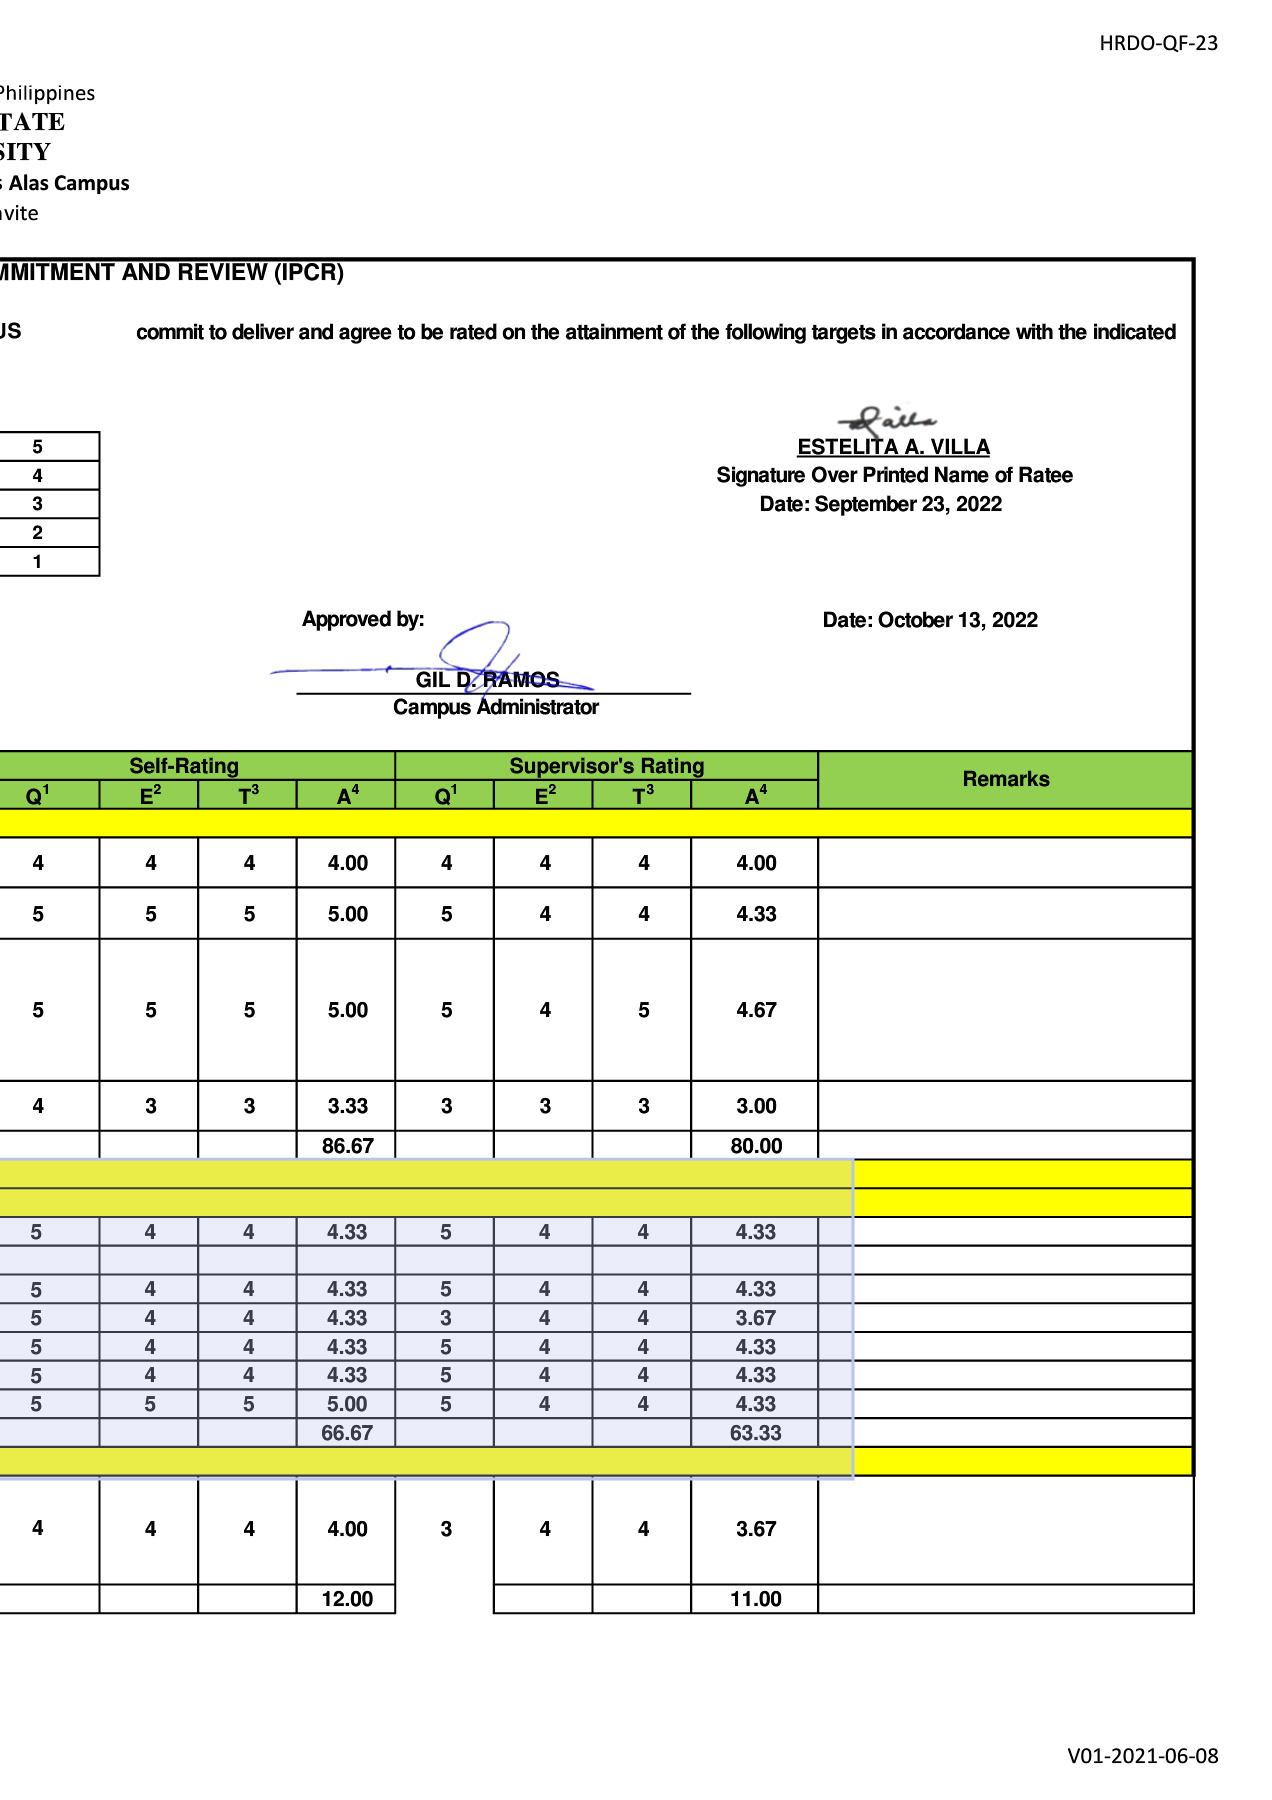 HRDO-QF-23
Philippines
TATE
SITY
s Alas Campus
avite
MMITMENT AND REVIEW (IPCR)
US commit to deliver and agree to be rated on the attainment of the following targets in accordance with the indicated
5
4
3
2
1
ESTELITA A. VILLA
Signature Over Printed Name of Ratee
Date: September 23, 2022
Approved by: Date: October 13, 2022
GIL D. RAMOS
Campus Administrator
Self-Rating Supervisor's Rating Remarks
Q1 E2 T3 A4 Q1 E2 T3 A4
4 4 4 4.00 4 4 4 4.00
5 5 5 5.00 5 4 4 4.33
5 5 5 5.00 5 4 5 4.67
4 3 3 3.33 3 3 3 3.00
86.67 80.00
5 4 4 4.33 5 4 4 4.33
5 4 4 4.33 5 4 4 4.33
5 4 4 4.33 3 4 4 3.67
5 4 4 4.33 5 4 4 4.33
5 4 4 4.33 5 4 4 4.33
5 5 5 5.00 5 4 4 4.33
66.67 63.33
4 4 4 4.00 3 4 4 3.67
12.00 11.00
V01-2021-06-08